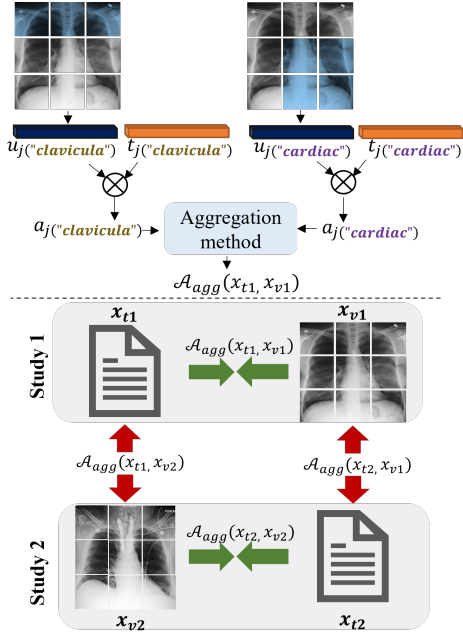 u_j("clavicula") t_j("clavicula") u_j("cardiac") t_j("cardiac")
a_j("clavicula") Aggregation method a_j("cardiac")
𝒜_agg(x_t1, x_v1)
x_t1 x_v1
Study 1
𝒜_agg(x_t1, x_v1)
𝒜_agg(x_t1, x_v2) 𝒜_agg(x_t2, x_v1)
Study 2
𝒜_agg(x_t2, x_v2)
x_v2 x_t2